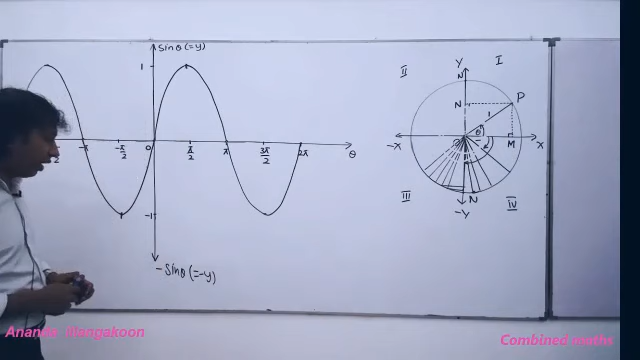 sinθ (=y)
1
-π
-π/2
0
π/2
π
3π/2
2π
θ
-1
-sinθ (=-y)
Y
I
II
N
N
P
1
θ
-X
O
M
X
III
N
IV
-Y
Ananda Illangakoon
Combined maths